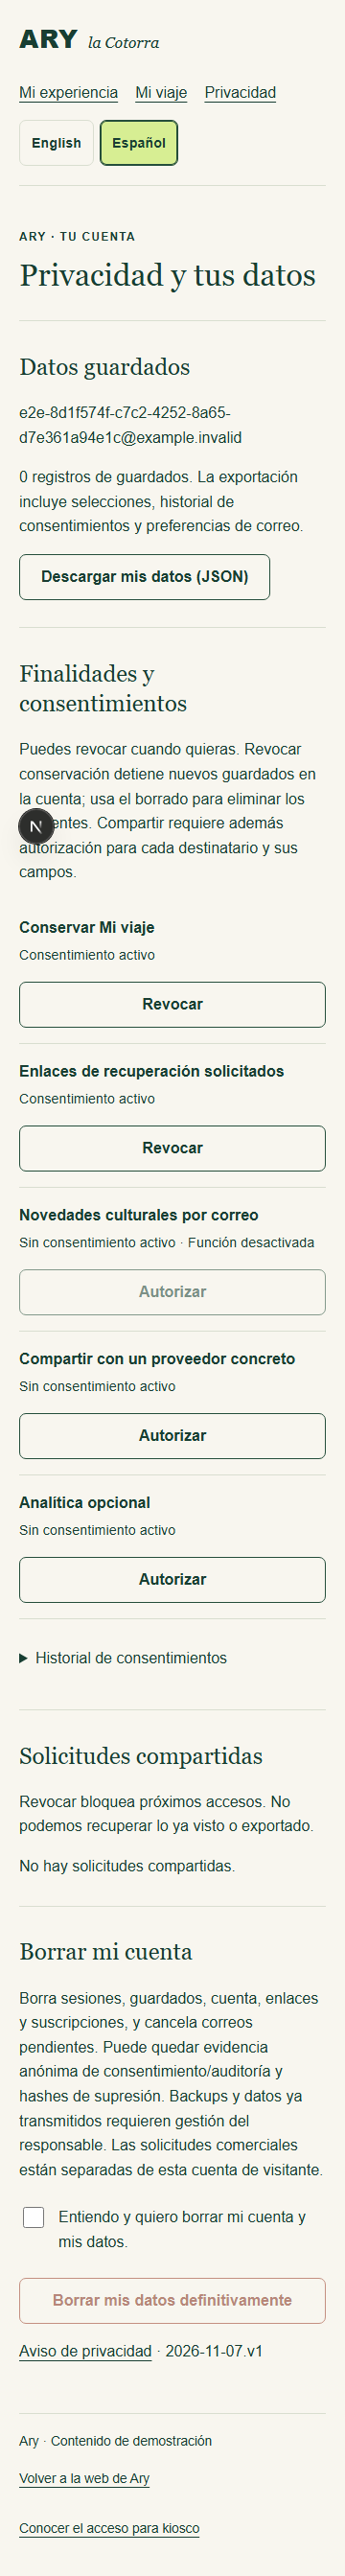 ARY la Cotorra
Mi experiencia Mi viaje Privacidad
English Español
ARY · TU CUENTA
Privacidad y tus datos
Datos guardados
e2e-8d1f574f-c7c2-4252-8a65-
d7e361a94e1c@example.invalid
0 registros de guardados. La exportación
incluye selecciones, historial de
consentimientos y preferencias de correo.
Descargar mis datos (JSON)
Finalidades y
consentimientos
Puedes revocar cuando quieras. Revocar
conservación detiene nuevos guardados en
la cuenta; usa el borrado para eliminar los
N
Compartir requiere además
autorización para cada destinatario y sus
campos.
Conservar Mi viaje
Consentimiento activo
Revocar
Enlaces de recuperación solicitados
Consentimiento activo
Revocar
Novedades culturales por correo
Sin consentimiento activo · Función desactivada
Autorizar
Compartir con un proveedor concreto
Sin consentimiento activo
Autorizar
Analítica opcional
Sin consentimiento activo
Autorizar
Historial de consentimientos
Solicitudes compartidas
Revocar bloquea próximos accesos. No
podemos recuperar lo ya visto o exportado.
No hay solicitudes compartidas.
Borrar mi cuenta
Borra sesiones, guardados, cuenta, enlaces
y suscripciones, y cancela correos
pendientes. Puede quedar evidencia
anónima de consentimiento/auditoría y
hashes de supresión. Backups y datos ya
transmitidos requieren gestión del
responsable. Las solicitudes comerciales
están separadas de esta cuenta de visitante.
Entiendo y quiero borrar mi cuenta y
mis datos.
Borrar mis datos definitivamente
Aviso de privacidad · 2026-11-07.v1
Ary · Contenido de demostración
Volver a la web de Ary
Conocer el acceso para kiosco